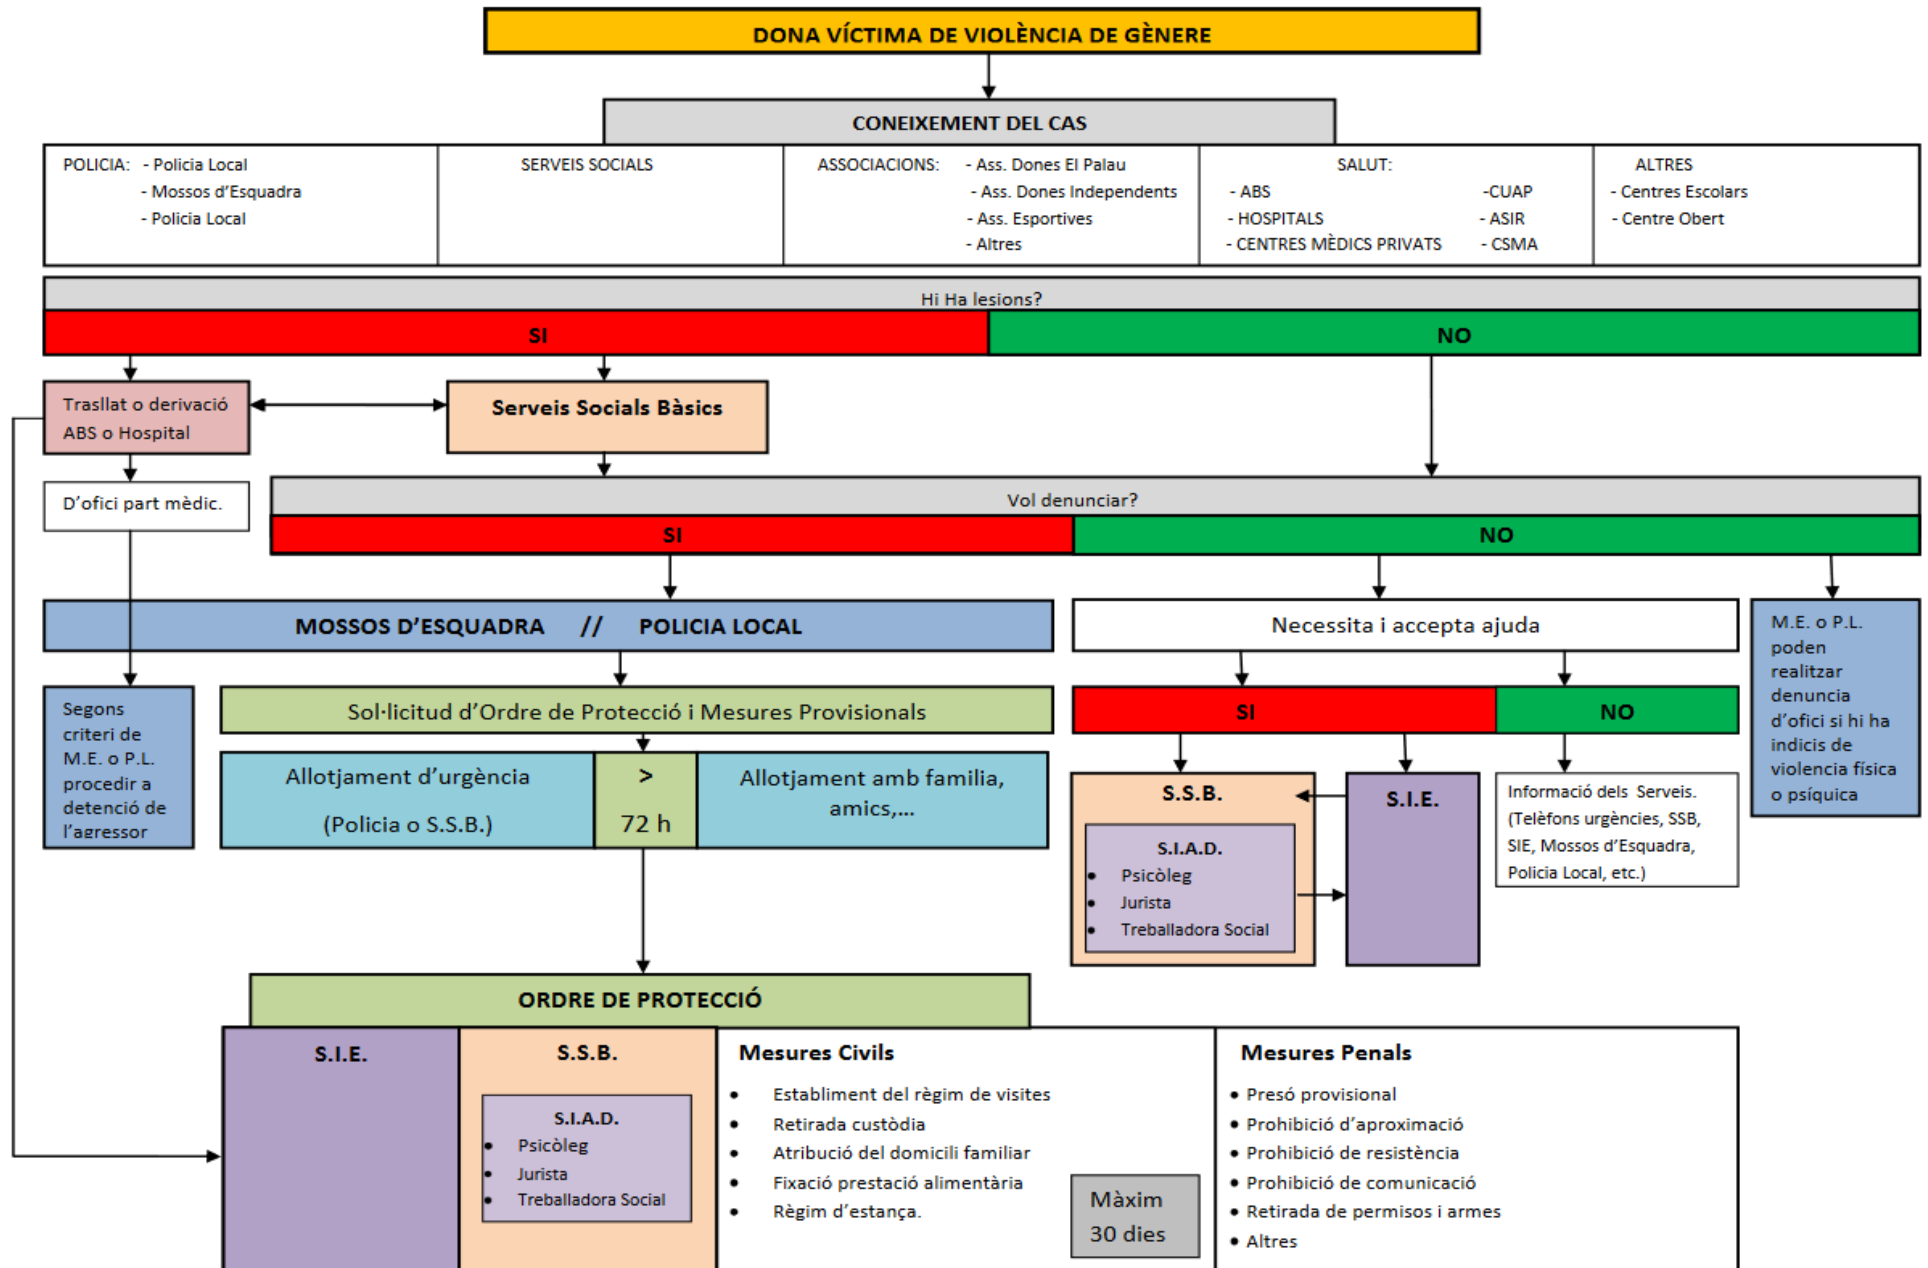 DONA VÍCTIMA DE VIOLÈNCIA DE GÈNERE
CONEIXEMENT DEL CAS
POLICIA: - Policia Local
- Mossos d'Esquadra
- Policia Local
SERVEIS SOCIALS
ASSOCIACIONS: - Ass. Dones El Palau
- Ass. Dones Independents
- Ass. Esportives
- Altres
SALUT:
- ABS -CUAP
- HOSPITALS - ASIR
- CENTRES MÈDICS PRIVATS - CSMA
ALTRES
- Centres Escolars
- Centre Obert
Hi Ha lesions?
SI
NO
Trasllat o derivació
ABS o Hospital
Serveis Socials Bàsics
D'ofici part mèdic.
Vol denunciar?
SI
NO
MOSSOS D'ESQUADRA // POLICIA LOCAL
Necessita i accepta ajuda
M.E. o P.L.
poden
realitzar
denuncia
d'ofici si hi ha
indicis de
violencia física
o psíquica
Segons
criteri de
M.E. o P.L.
procedir a
detenció de
l'agressor
Sol·licitud d'Ordre de Protecció i Mesures Provisionals
SI
NO
Allotjament d'urgència
(Policia o S.S.B.)
>
72 h
Allotjament amb familia,
amics,...
S.S.B.
S.I.A.D.
• Psicòleg
• Jurista
• Treballadora Social
S.I.E.
Informació dels Serveis.
(Telèfons urgències, SSB,
SIE, Mossos d'Esquadra,
Policia Local, etc.)
ORDRE DE PROTECCIÓ
S.I.E.
S.S.B.
S.I.A.D.
• Psicòleg
• Jurista
• Treballadora Social
Mesures Civils
• Establiment del règim de visites
• Retirada custòdia
• Atribució del domicili familiar
• Fixació prestació alimentària
• Règim d'estança.
Màxim
30 dies
Mesures Penals
• Presó provisional
• Prohibició d'aproximació
• Prohibició de resistència
• Prohibició de comunicació
• Retirada de permisos i armes
• Altres